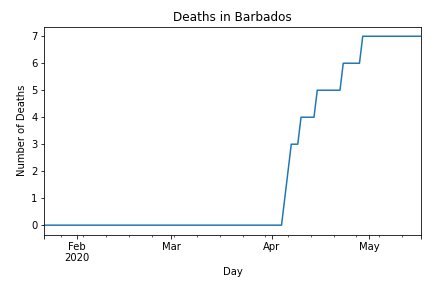 Deaths in Barbados
Number of Deaths
7
6
5
4
3
2
1
0
Feb
2020
Mar
Apr
May
Day